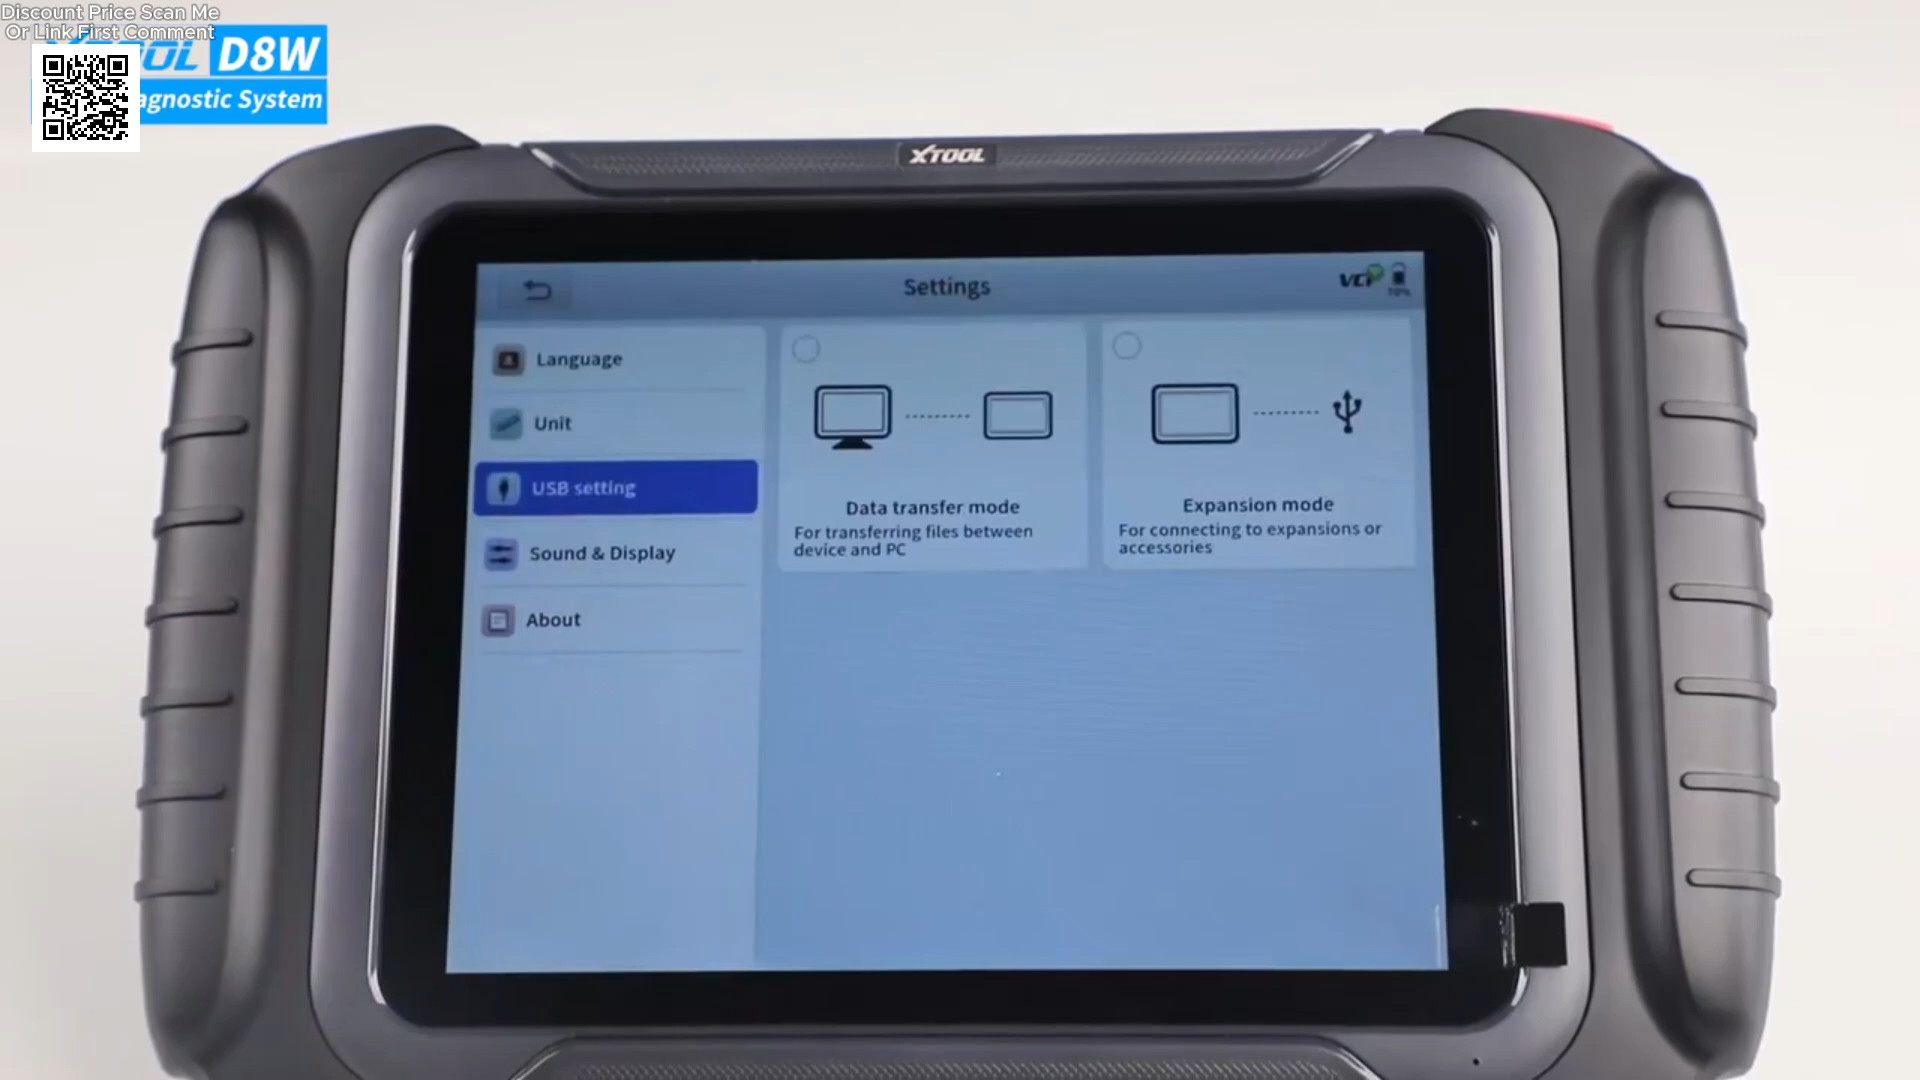 Discount Price Scan Me
Or Link First Comment
XTOOL D8W
agnostic System
XTOOL
Settings
VCI
10%
Language
Unit
USB setting
Sound & Display
About
Data transfer mode
For transferring files between
device and PC
Expansion mode
For connecting to expansions or
accessories